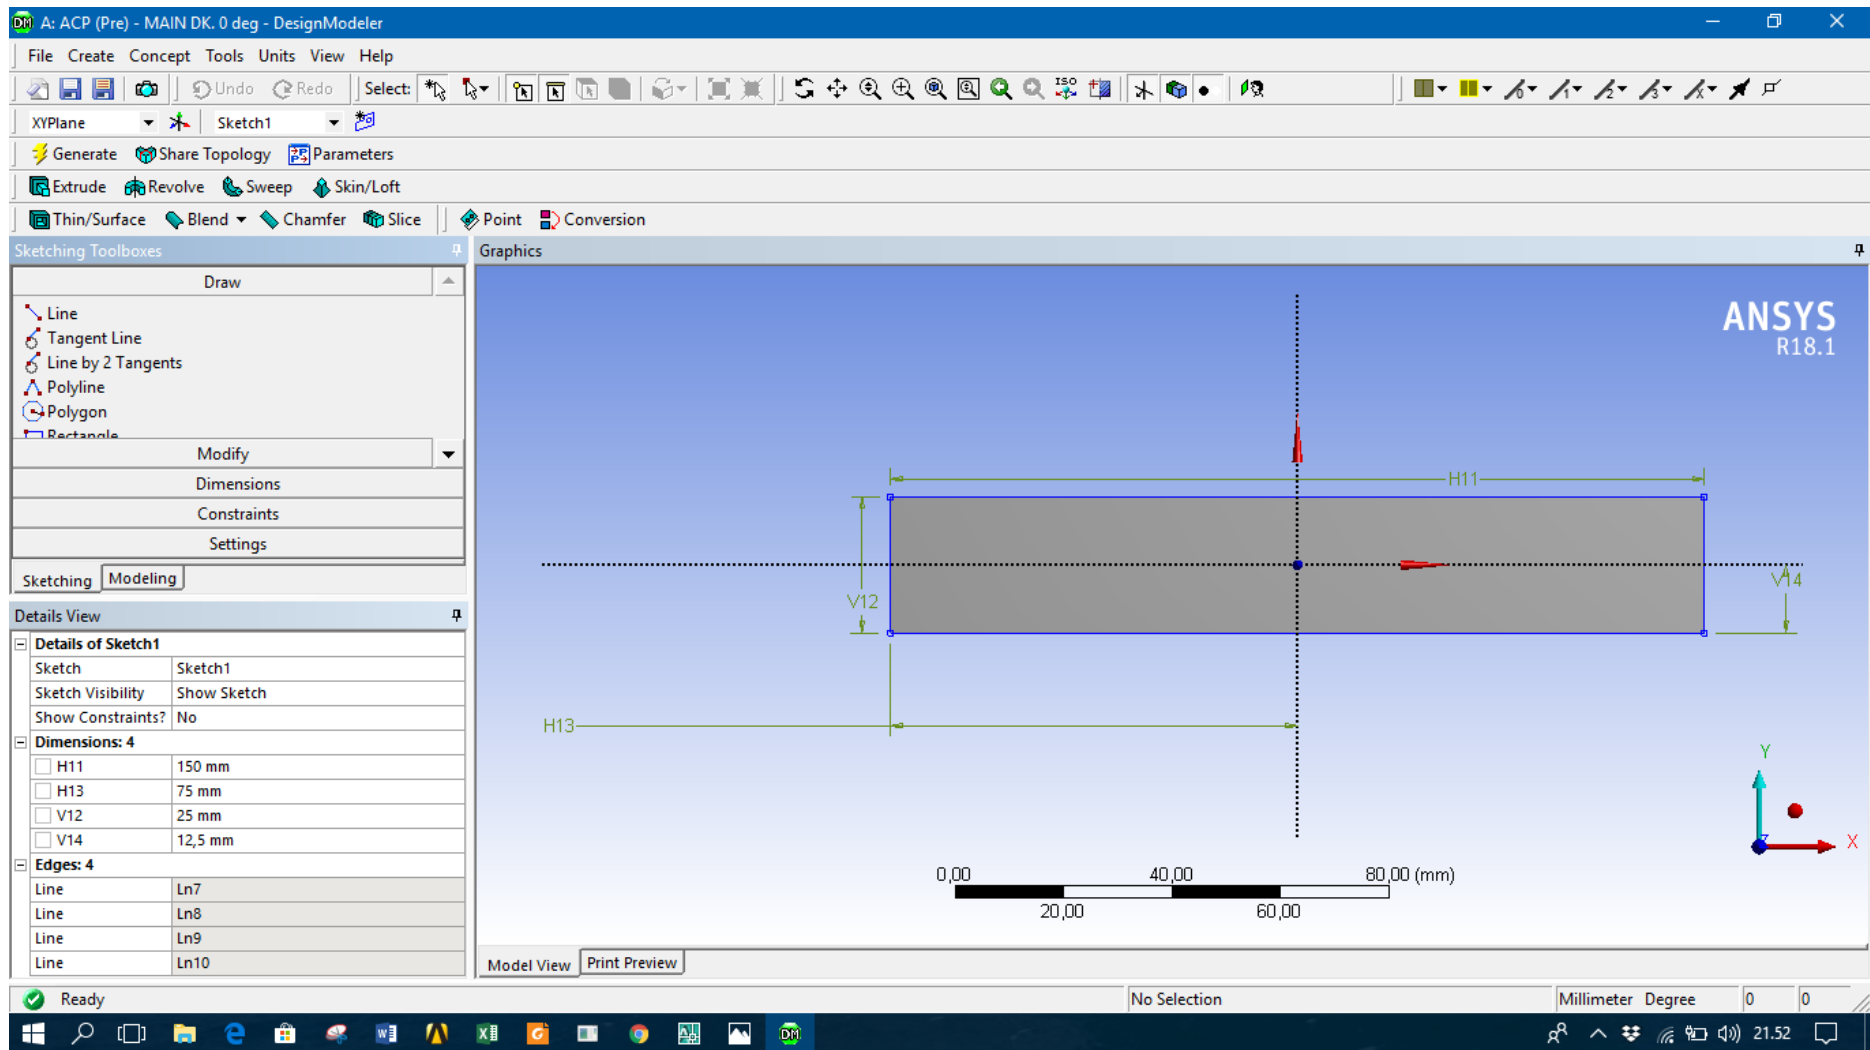 DM A: ACP (Pre) - MAIN DK. 0 deg - DesignModeler
File Create Concept Tools Units View Help
Undo Redo Select: ISO
XYPlane Sketch1
Generate Share Topology Parameters
Extrude Revolve Sweep Skin/Loft
Thin/Surface Blend Chamfer Slice Point Conversion
Sketching Toolboxes
Draw
Line
Tangent Line
Line by 2 Tangents
Polyline
Polygon
Rectangle
Modify
Dimensions
Constraints
Settings
Sketching Modeling
Details View
Details of Sketch1
Sketch Sketch1
Sketch Visibility Show Sketch
Show Constraints? No
Dimensions: 4
H11 150 mm
H13 75 mm
V12 25 mm
V14 12,5 mm
Edges: 4
Line Ln7
Line Ln8
Line Ln9
Line Ln10
Graphics
ANSYS
R18.1
H11
V12
V14
H13
Y
Z
X
0,00 40,00 80,00 (mm)
20,00 60,00
Model View Print Preview
Ready No Selection Millimeter Degree 0 0
DM 21.52